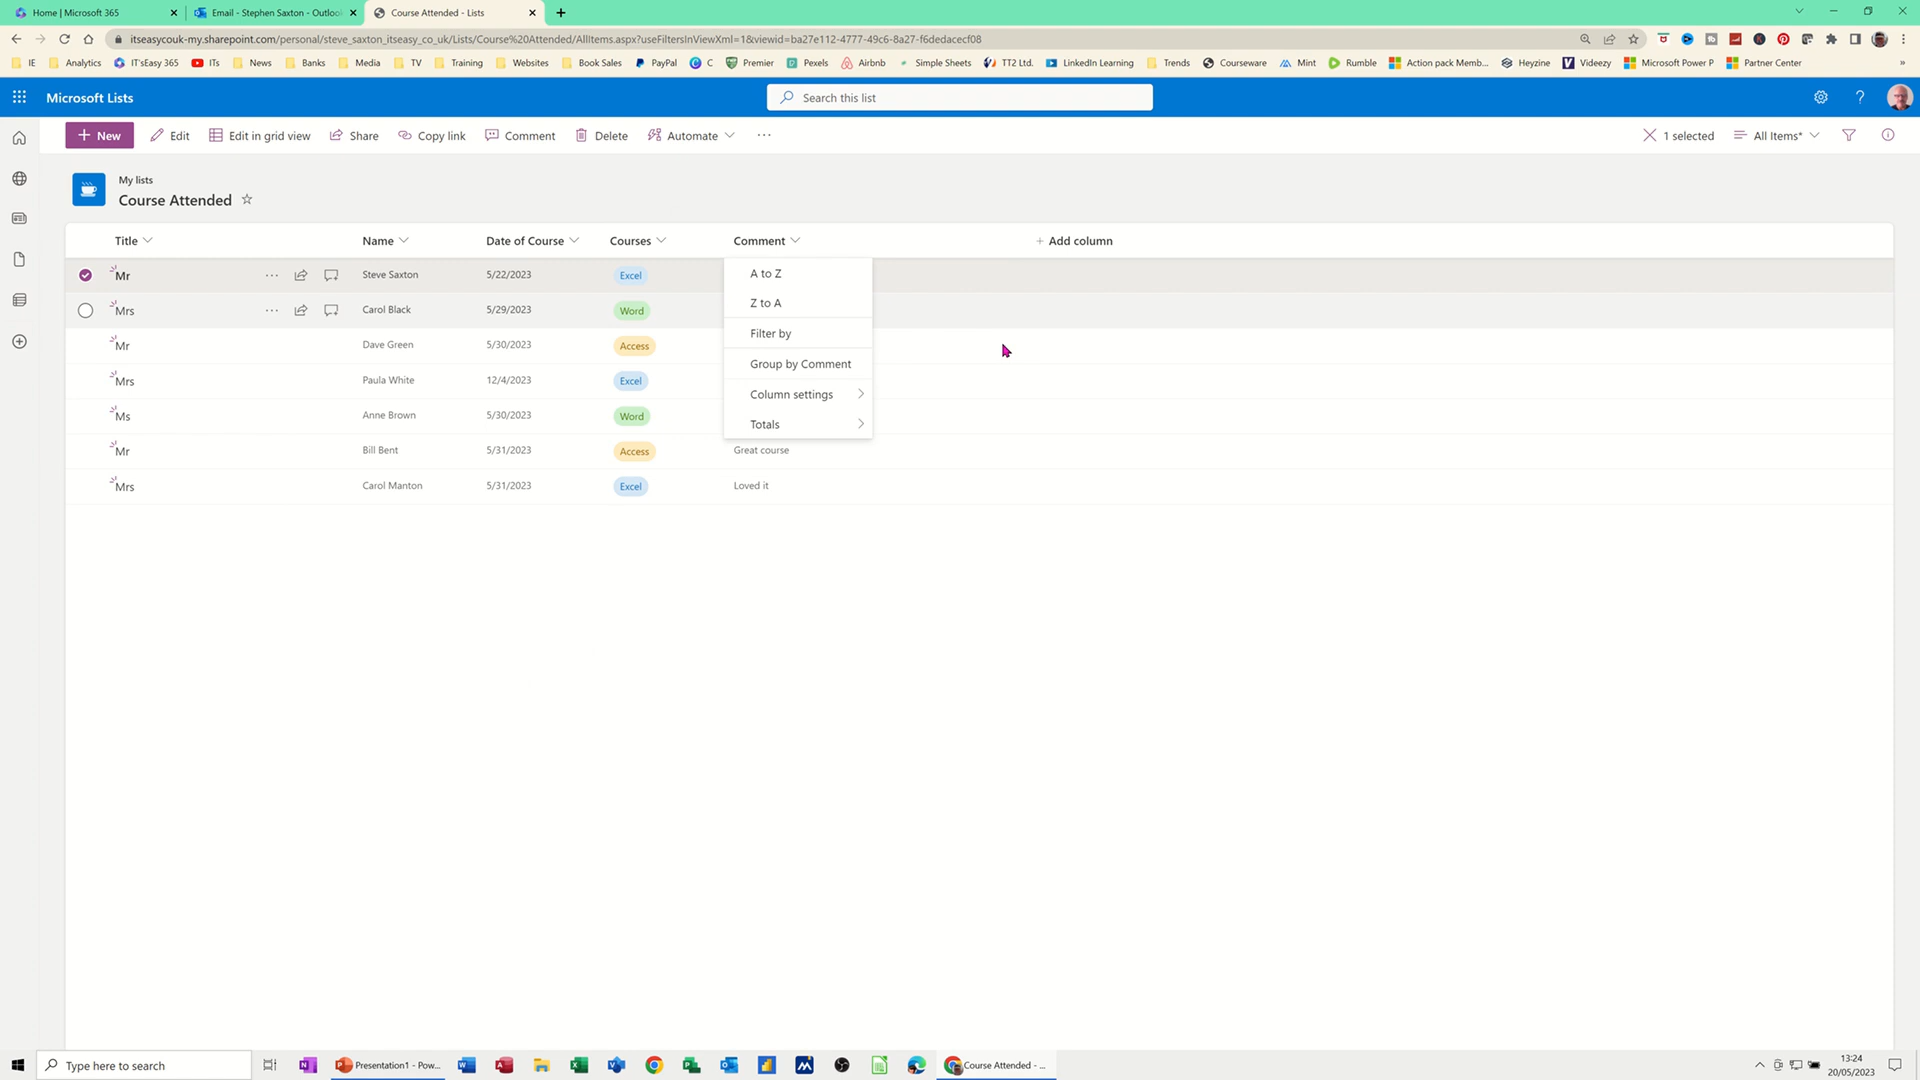 Home | Microsoft 365
Email - Stephen Saxton - Outlook
Course Attended - Lists
itseasycouk-my.sharepoint.com/personal/steve_saxton_itseasy_co_uk/Lists/Course%20Attended/AllItems.aspx?useFiltersInViewXml=1&viewid=ba27e112-4777-49c6-8a27-f6dedacecf08
IE Analytics IT'sEasy 365 ITs News Banks Media TV Training Websites Book Sales PayPal C Premier Pexels Airbnb Simple Sheets TT2 Ltd. LinkedIn Learning Trends Courseware Mint Rumble Action pack Memb... Heyzine Videezy Microsoft Power P Partner Center »
Microsoft Lists
Search this list
New Edit Edit in grid view Share Copy link Comment Delete Automate ··· 1 selected All Items*
My lists
Course Attended
Title Name Date of Course Courses Comment + Add column
Mr Steve Saxton 5/22/2023 Excel
Mrs Carol Black 5/29/2023 Word
Mr Dave Green 5/30/2023 Access
Mrs Paula White 12/4/2023 Excel
Ms Anne Brown 5/30/2023 Word
Mr Bill Bent 5/31/2023 Access Great course
Mrs Carol Manton 5/31/2023 Excel Loved it
A to Z
Z to A
Filter by
Group by Comment
Column settings
Totals
Type here to search
Presentation1 - Pow...
Course Attended - ...
13:24
20/05/2023